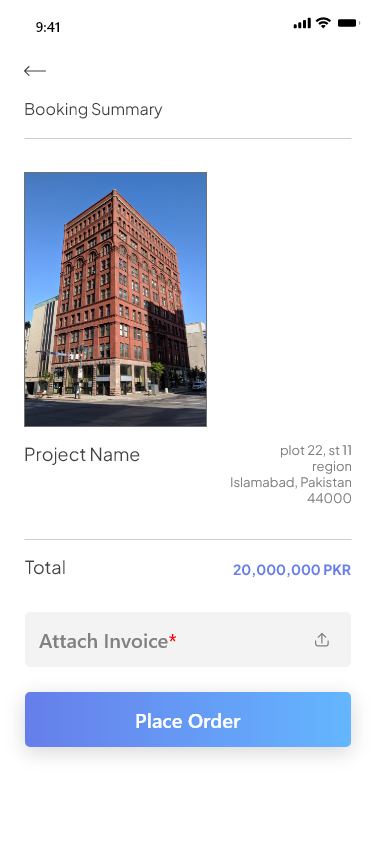 9:41
Booking Summary
Project Name
plot 22, st 11
region
Islamabad, Pakistan
44000
Total
20,000,000 PKR
Attach Invoice*
Place Order